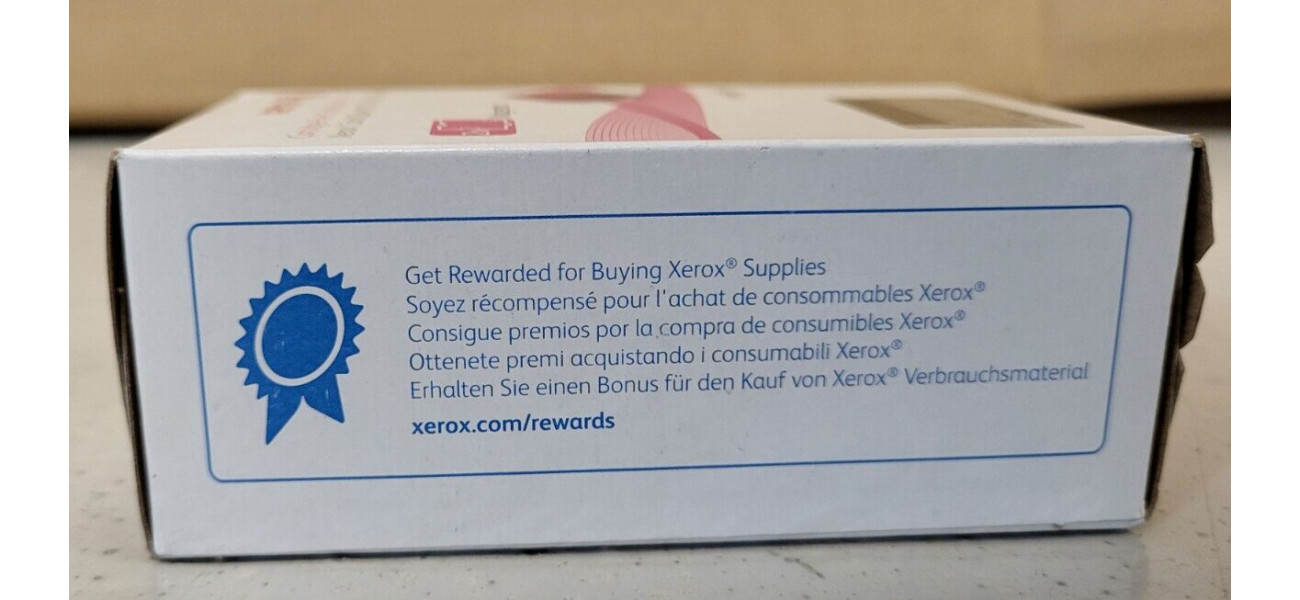 Get Rewarded for Buying Xerox® Supplies
Soyez récompensé pour l'achat de consommables Xerox®
Consigue premios por la compra de consumibles Xerox®
Ottenete premi acquistando i consumabili Xerox®
Erhalten Sie einen Bonus für den Kauf von Xerox® Verbrauchsmaterial
xerox.com/rewards